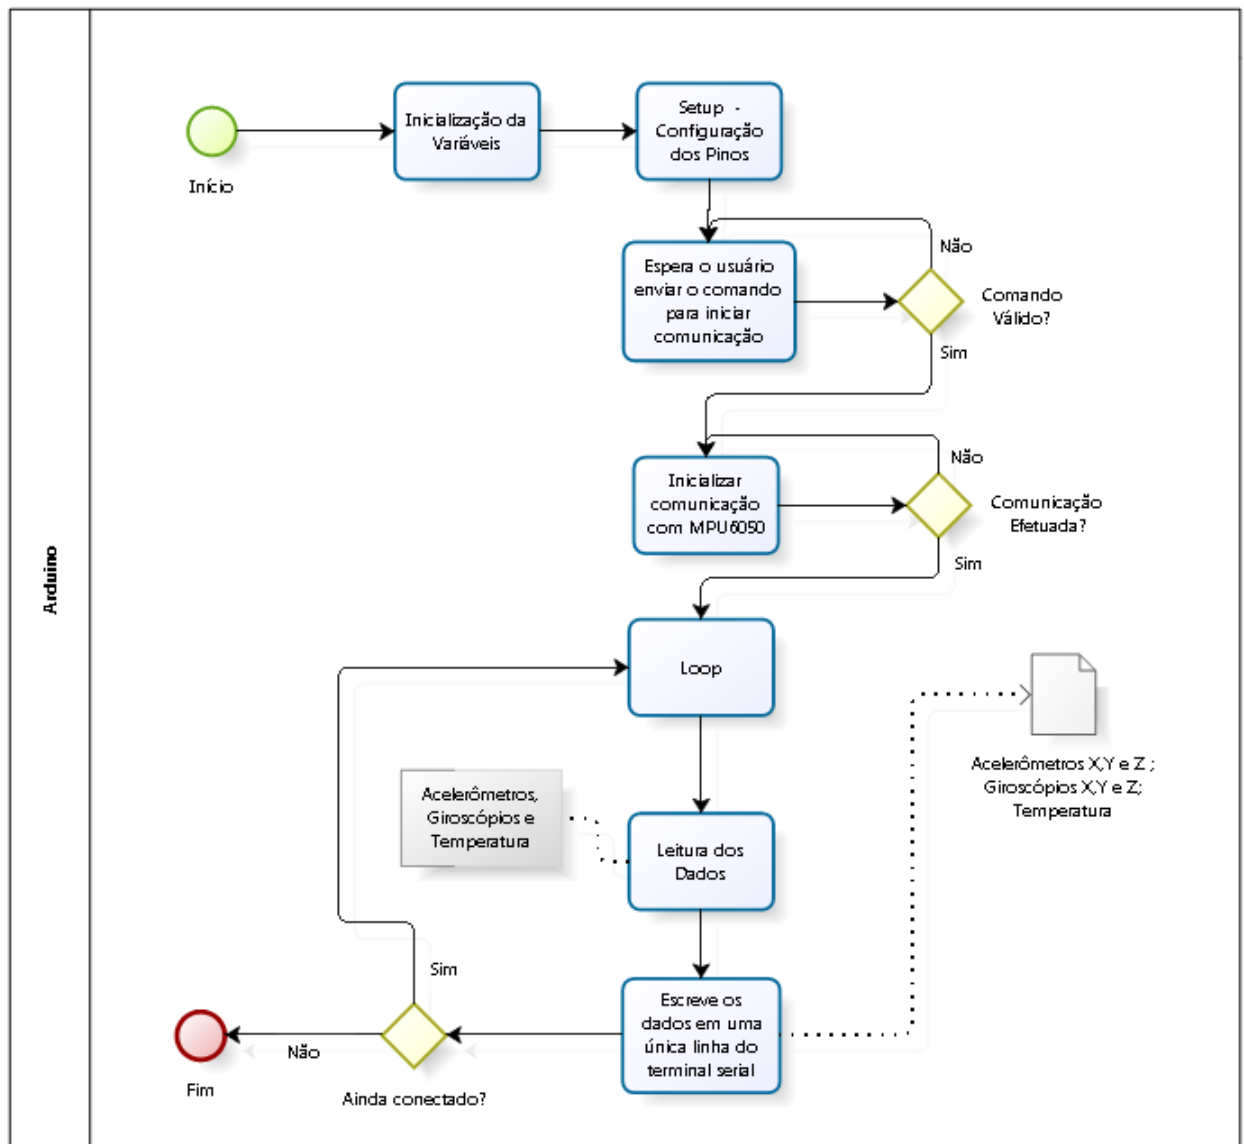 Arduino
Início
Inicialização da
Variáveis
Setup -
Configuração
dos Pinos
Espera o usuário
enviar o comando
para iniciar
comunicação
Não
Comando
Válido?
Sim
Inicializar
comunicação
com MPU6050
Não
Comunicação
Efetuada?
Sim
Loop
Acelerômetros,
Giroscópios e
Temperatura
Leitura dos
Dados
Acelerômetros X,Y e Z ;
Giroscópios X,Y e Z;
Temperatura
Escreve os
dados em uma
única linha do
terminal serial
Sim
Ainda conectado?
Não
Fim